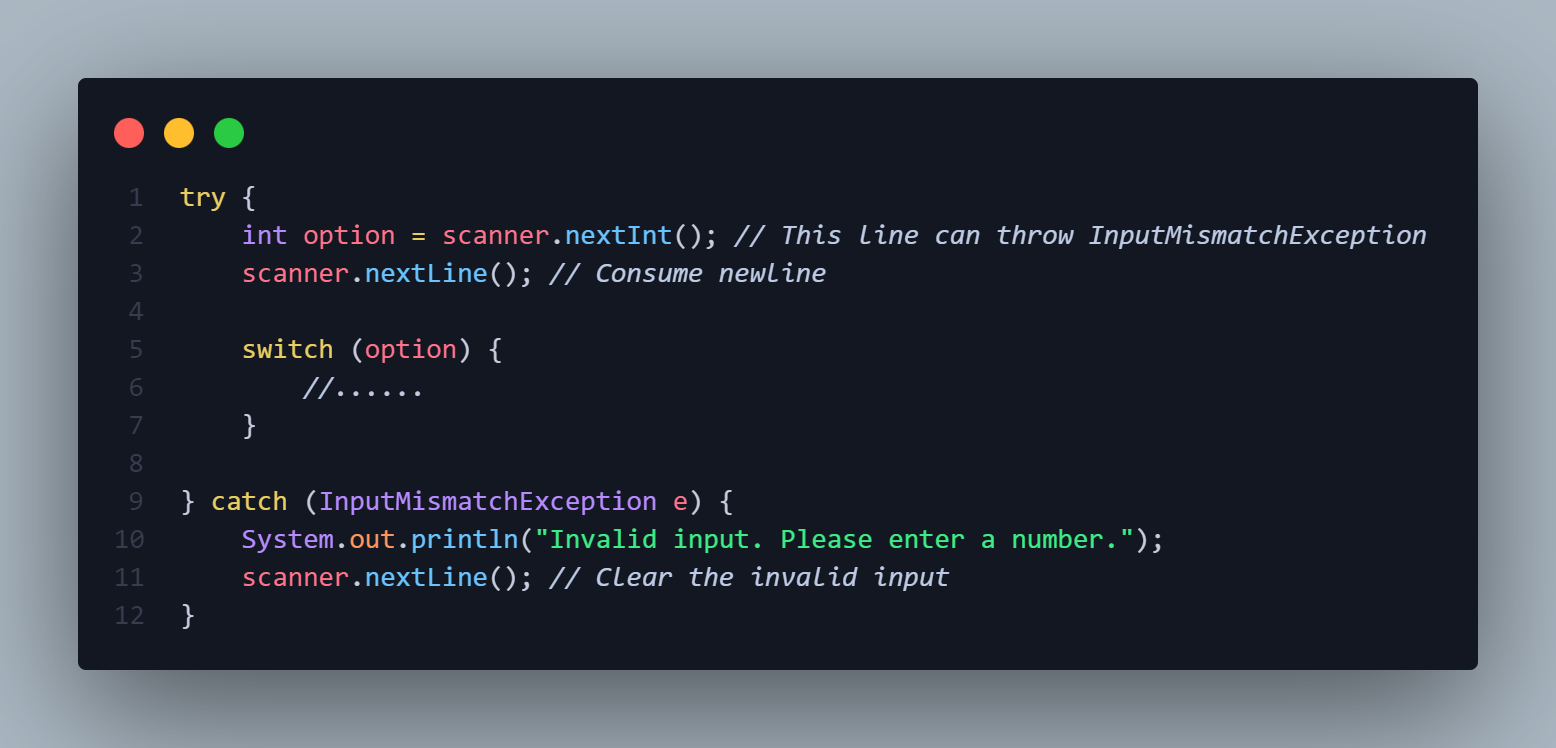 1 try {
2     int option = scanner.nextInt(); // This line can throw InputMismatchException
3     scanner.nextLine(); // Consume newline
4
5     switch (option) {
6         //......
7     }
8
9 } catch (InputMismatchException e) {
10     System.out.println("Invalid input. Please enter a number.");
11     scanner.nextLine(); // Clear the invalid input
12 }